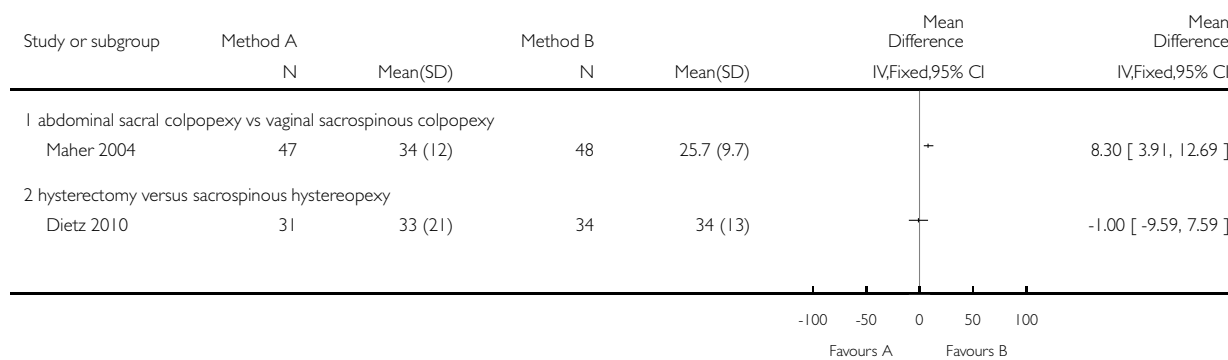 Mean Mean
Study or subgroup Method A Method B Difference Difference
N Mean(SD) N Mean(SD) IV,Fixed,95% CI IV,Fixed,95% CI
1 abdominal sacral colpopexy vs vaginal sacrospinous colpopexy
Maher 2004 47 34 (12) 48 25.7 (9.7) 8.30 [ 3.91, 12.69 ]
2 hysterectomy versus sacrospinous hystereopexy
Dietz 2010 31 33 (21) 34 34 (13) -1.00 [ -9.59, 7.59 ]
-100 -50 0 50 100
Favours A Favours B